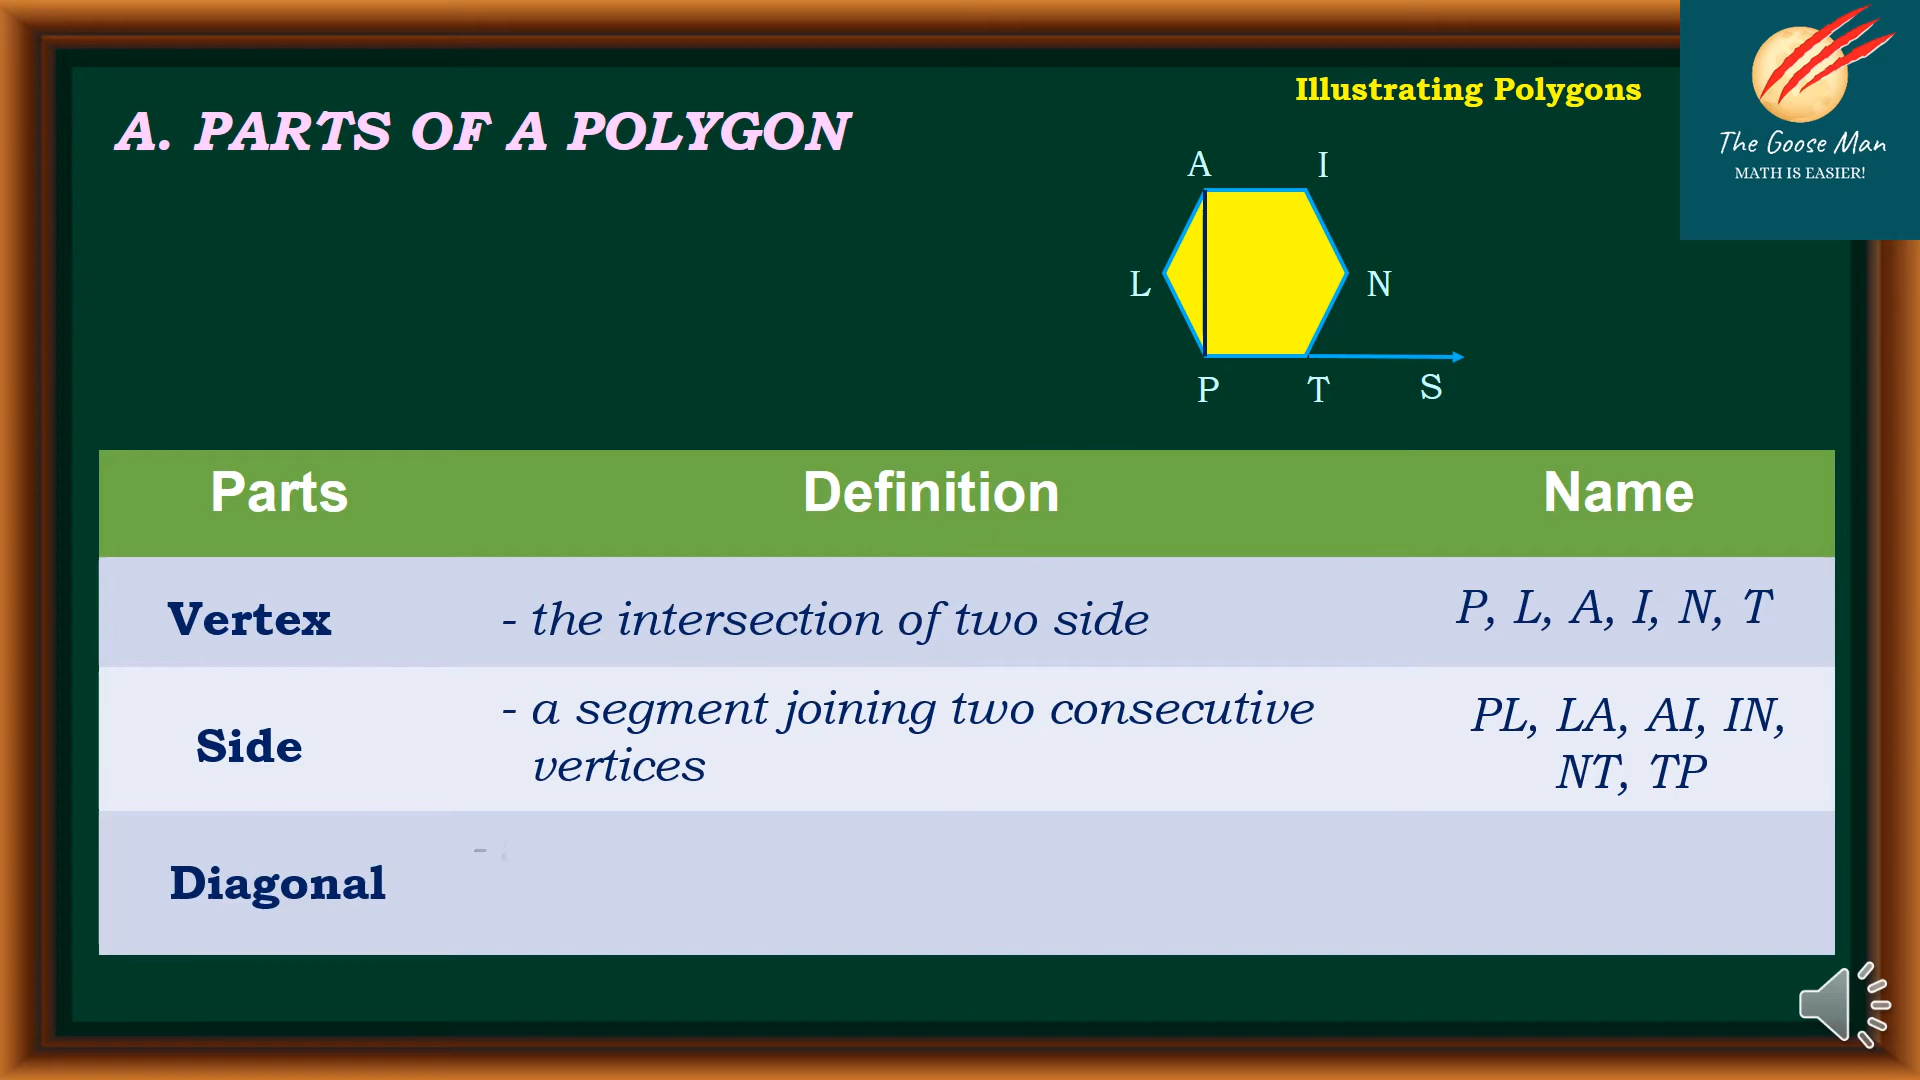 Illustrating Polygons
The Goose Man
MATH IS EASIER!
A. PARTS OF A POLYGON
A I
L N
P T S
Parts Definition Name
Vertex - the intersection of two side P, L, A, I, N, T
Side - a segment joining two consecutive vertices PL, LA, AI, IN, NT, TP
Diagonal -